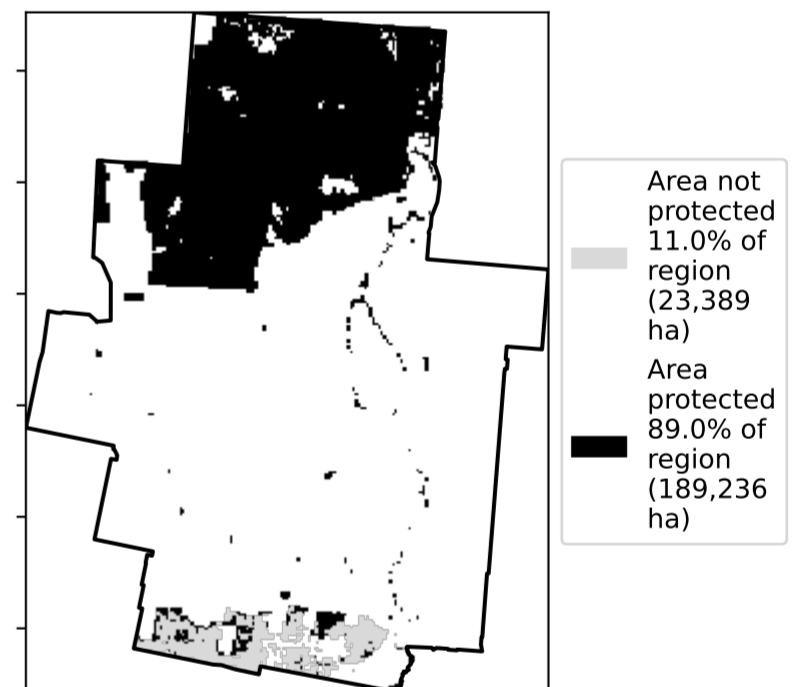 Area not
protected
11.0% of
region
(23,389
ha)
Area
protected
89.0% of
region
(189,236
ha)